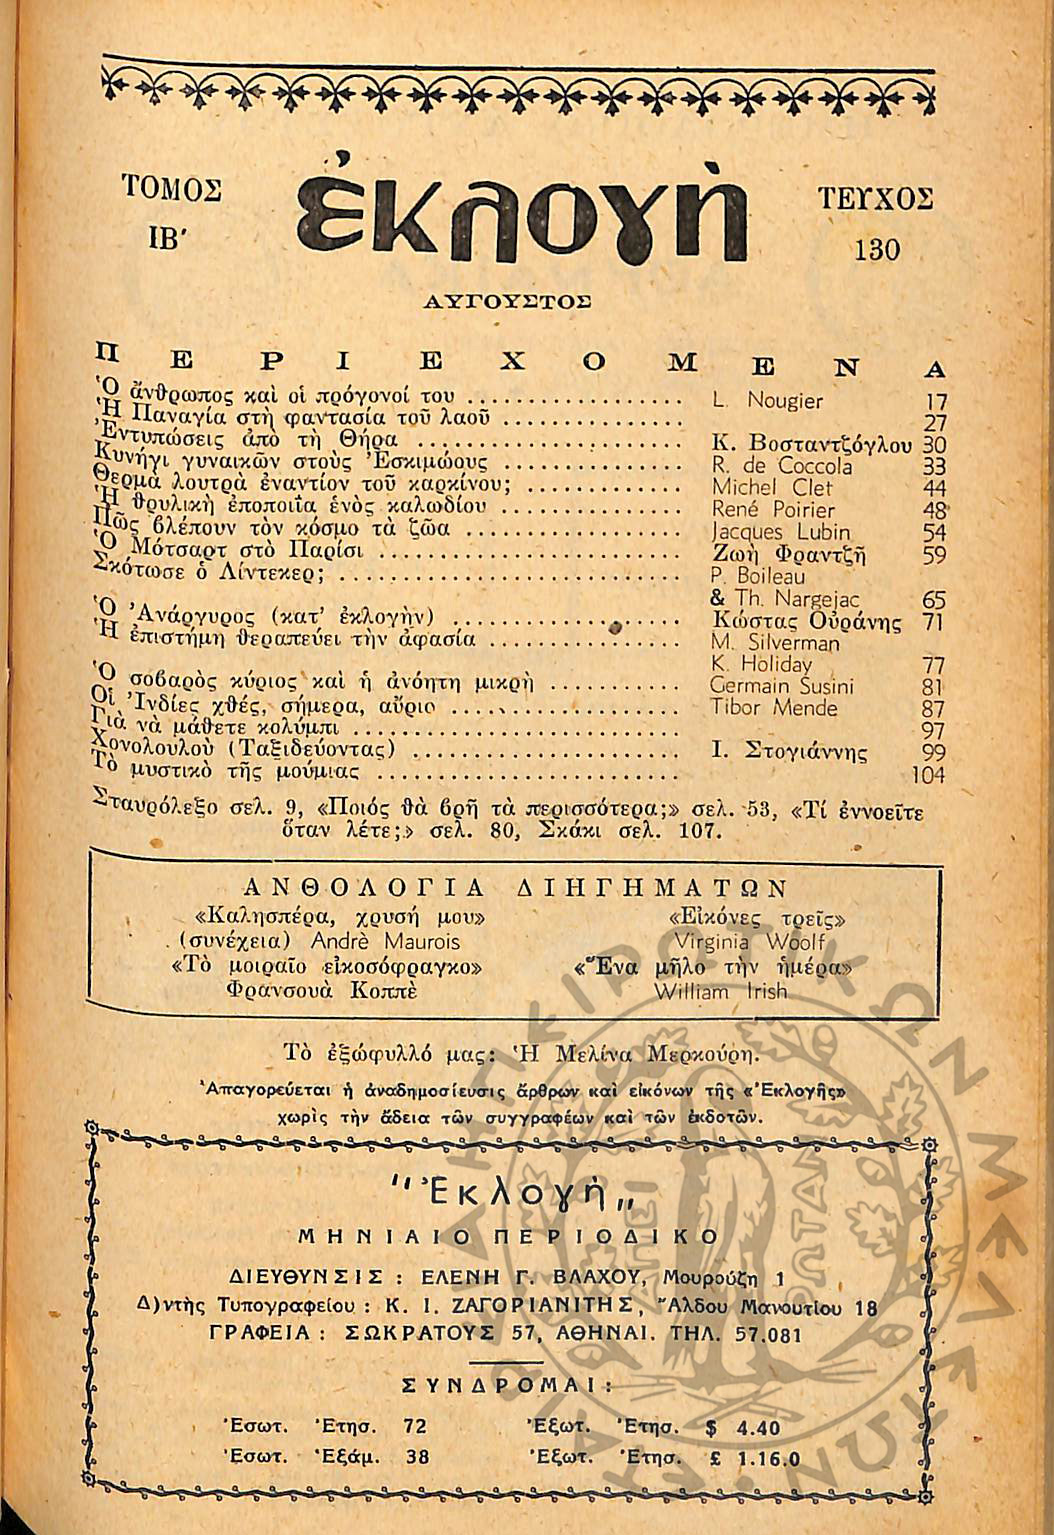 ΤΟΜΟΣ
ΙΒ'
ἐκλογὴ
ΤΕΥΧΟΣ
130
ΑΥΓΟΥΣΤΟΣ
ΠΕΡΙΕΧΟΜΕΝΑ
Ὁ ἄνθρωπος καὶ οἱ πρόγονοί του .................. L. Nougier 17
Ἡ Παναγία στὴ φαντασία τοῦ λαοῦ ............... 27
Ἐντυπώσεις ἀπὸ τὴ Θήρα ...................... Κ. Βοσταντζόγλου 30
Κυνήγι γυναικῶν στοὺς Ἐσκιμώους ............... R. de Coccola 33
Θερμὰ λουτρὰ ἐναντίον τοῦ καρκίνου; ............. Michel Clet 44
Ἡ θρυλικὴ ἐποποιΐα ἑνὸς καλωδίου ............... René Poirier 48
Πῶς βλέπουν τὸν κόσμο τὰ ζῶα .................. Jacques Lubin 54
Ὁ Μότσαρτ στὸ Παρίσι ......................... Ζωὴ Φραντζῆ 59
Σκότωσε ὁ Λίντεκερ; ............................ P. Boileau
& Th. Nargejac 65
Ὁ Ἀνάργυρος (κατ' ἐκλογὴν) ................... Κώστας Οὐράνης 71
Ἡ ἐπιστήμη θεραπεύει τὴν ἀφασία ................ M. Silverman
K. Holiday 77
Ὁ σοβαρὸς κύριος καὶ ἡ ἀνόητη μικρὴ ........... Germain Susini 81
Οἱ Ἰνδίες χθές, σήμερα, αὔριο ................... Tibor Mende 87
Γιὰ νὰ μάθετε κολύμπι ........................... 97
Χονολουλοὺ (Ταξιδεύοντας) ...................... Ι. Στογιάννης 99
Τὸ μυστικὸ τῆς μούμιας ......................... 104
Σταυρόλεξο σελ. 9, «Ποιός θὰ βρῆ τὰ περισσότερα;» σελ. 53, «Τί ἐννοεῖτε
ὅταν λέτε;» σελ. 80, Σκάκι σελ. 107.
ΑΝΘΟΛΟΓΙΑ ΔΙΗΓΗΜΑΤΩΝ
«Καλησπέρα, χρυσή μου» «Εἰκόνες τρεῖς»
(συνέχεια) Andrè Maurois Virginia Woolf
«Τὸ μοιραῖο εἰκοσόφραγκο» «Ἕνα μῆλο τὴν ἡμέρα»
Φρανσουὰ Κοππὲ William Irish
Τὸ ἐξώφυλλό μας: Ἡ Μελίνα Μερκούρη.
Ἀπαγορεύεται ἡ ἀναδημοσίευσις ἄρθρων καὶ εἰκόνων τῆς «Ἐκλογῆς»
χωρὶς τὴν ἄδεια τῶν συγγραφέων καὶ τῶν ἐκδοτῶν.
"Ἐκλογὴ„
ΜΗΝΙΑΙΟ ΠΕΡΙΟΔΙΚΟ
ΔΙΕΥΘΥΝΣΙΣ : ΕΛΕΝΗ Γ. ΒΛΑΧΟΥ, Μουρούζη 1
Δ)ντὴς Τυπογραφείου : Κ. Ι. ΖΑΓΟΡΙΑΝΙΤΗΣ, Ἄλδου Μανουτίου 18
ΓΡΑΦΕΙΑ : ΣΩΚΡΑΤΟΥΣ 57, ΑΘΗΝΑΙ. ΤΗΛ. 57.081
ΣΥΝΔΡΟΜΑΙ:
Ἐσωτ. Ἐτησ. 72 Ἐξωτ. Ἐτησ. $ 4.40
Ἐσωτ. Ἑξάμ. 38 Ἐξωτ. Ἐτησ. £ 1.16.0